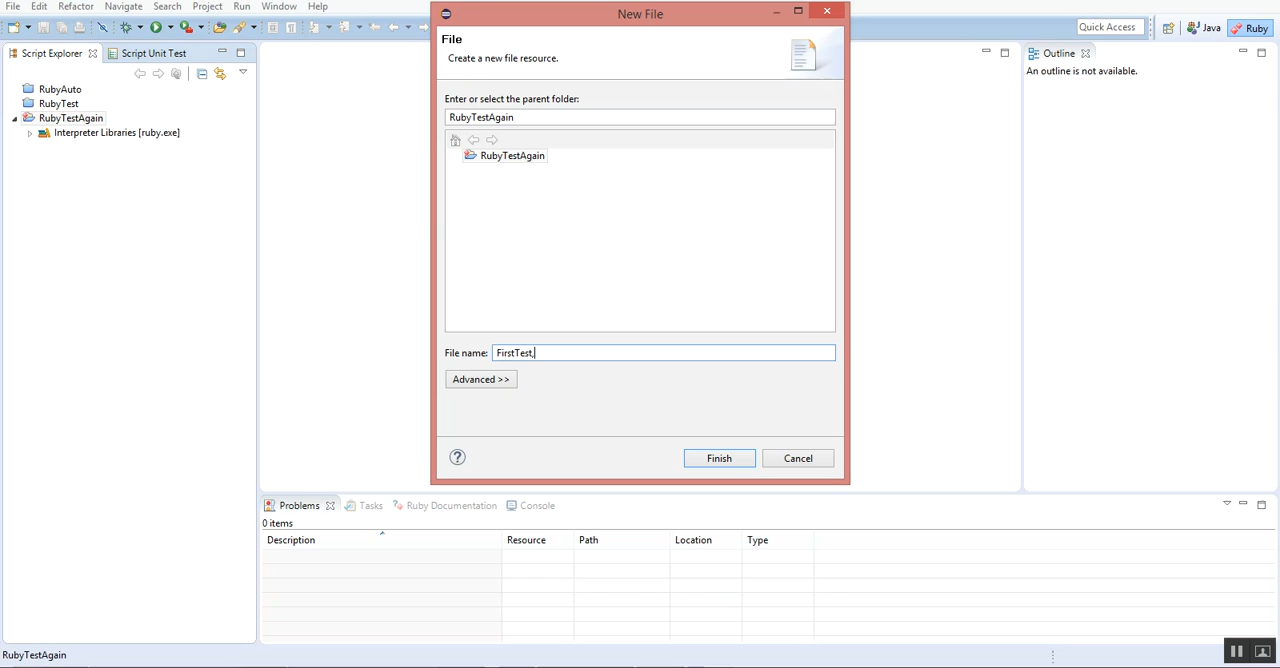 File Edit Refactor Navigate Search Project Run Window Help
New File
Quick Access
Java
Ruby
Script Explorer
Script Unit Test
RubyAuto
RubyTest
RubyTestAgain
Interpreter Libraries [ruby.exe]
File
Create a new file resource.
Enter or select the parent folder:
RubyTestAgain
RubyTestAgain
File name: FirstTest,
Advanced >>
Finish
Cancel
Outline
An outline is not available.
Problems
Tasks
Ruby Documentation
Console
0 items
Description Resource Path Location Type
RubyTestAgain